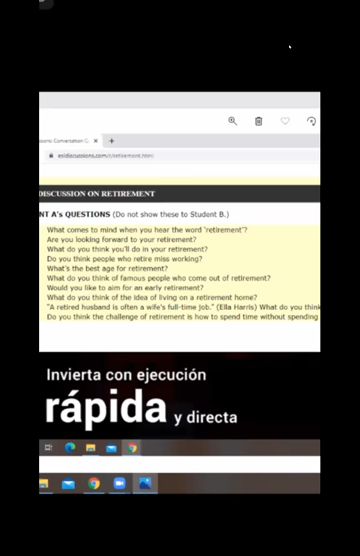 ssions: Conversation Q
esldiscussions.com/r/retirement.html
DISCUSSION ON RETIREMENT
NT A's QUESTIONS (Do not show these to Student B.)
What comes to mind when you hear the word 'retirement'?
Are you looking forward to your retirement?
What do you think you'll do in your retirement?
Do you think people who retire miss working?
What's the best age for retirement?
What do you think of famous people who come out of retirement?
Would you like to aim for an early retirement?
What do you think of the idea of living on a retirement home?
"A retired husband is often a wife's full-time job." (Ella Harris) What do you think
Do you think the challenge of retirement is how to spend time without spending
Invierta con ejecución
rápida y directa